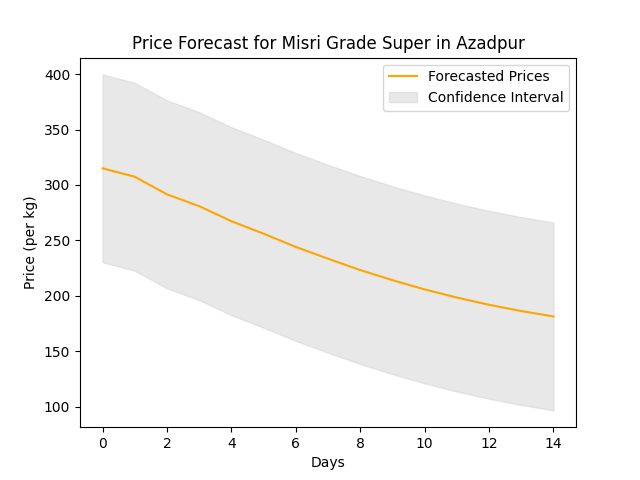 Price Forecast for Misri Grade Super in Azadpur
Forecasted Prices
Confidence Interval
Price (per kg)
400
350
300
250
200
150
100
0 2 4 6 8 10 12 14
Days